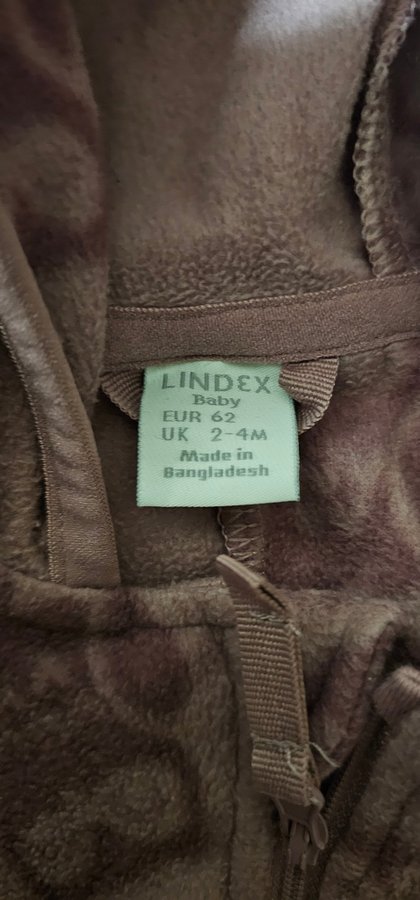 LINDEX
Baby
EUR 62
UK 2-4M
Made in
Bangladesh